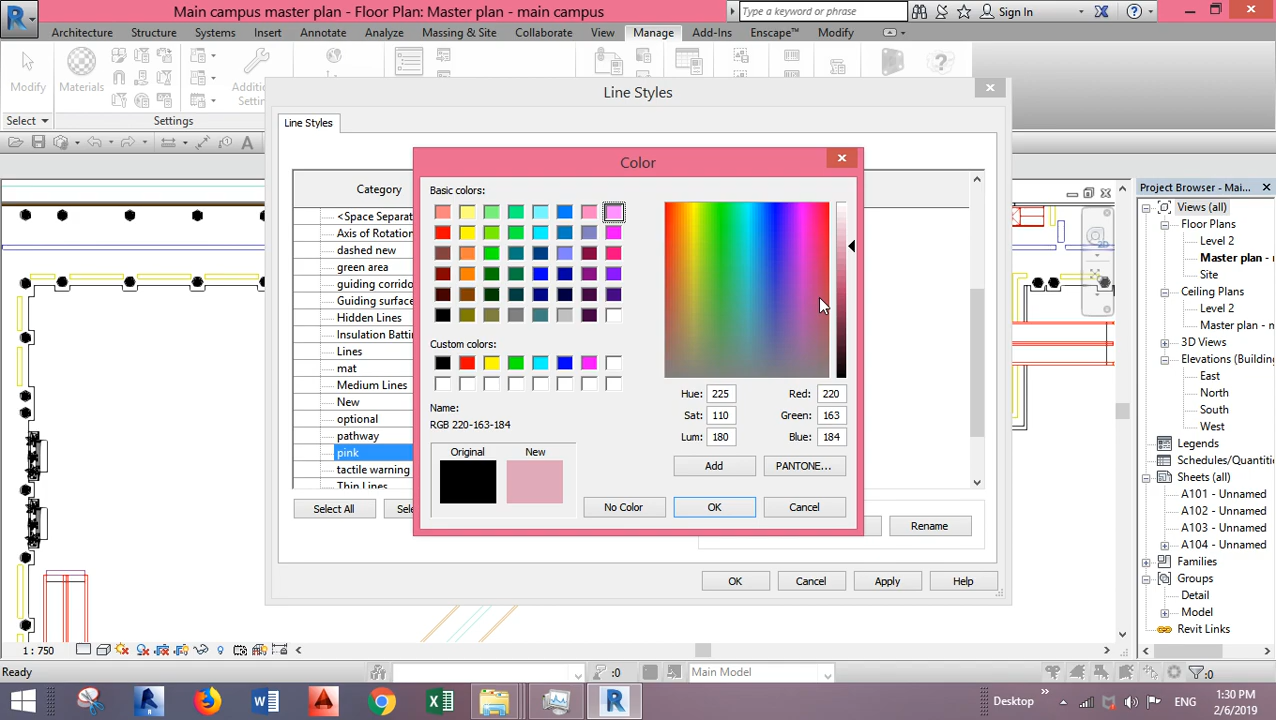 Main campus master plan - Floor Plan: Master plan - main campus
Type a keyword or phrase
Sign In
Architecture Structure Systems Insert Annotate Analyze Massing & Site Collaborate View Manage Add-Ins Enscape™ Modify
Modify Materials
Select Settings
Line Styles
Line Styles
Category
<Space Separat
Axis of Rotation
dashed new
green area
guiding corrido
Guiding surface
Hidden Lines
Insulation Batti
Lines
mat
Medium Lines
New
optional
pathway
pink
tactile warning
Thin Lines
Select All
Rename
OK Cancel Apply Help
Color
Basic colors:
Custom colors:
Name:
RGB 220-163-184
Original New
Hue: 225 Red: 220
Sat: 110 Green: 163
Lum: 180 Blue: 184
Add PANTONE...
No Color OK Cancel
Project Browser - Mai...
Views (all)
Floor Plans
Level 2
Master plan -
Site
Ceiling Plans
Level 2
Master plan -
3D Views
Elevations (Building
East
North
South
West
Legends
Schedules/Quantiti
Sheets (all)
A101 - Unnamed
A102 - Unnamed
A103 - Unnamed
A104 - Unnamed
Families
Groups
Detail
Model
Revit Links
1 : 750
Ready
:0
Main Model
:0
Desktop
ENG
1:30 PM
2/6/2019